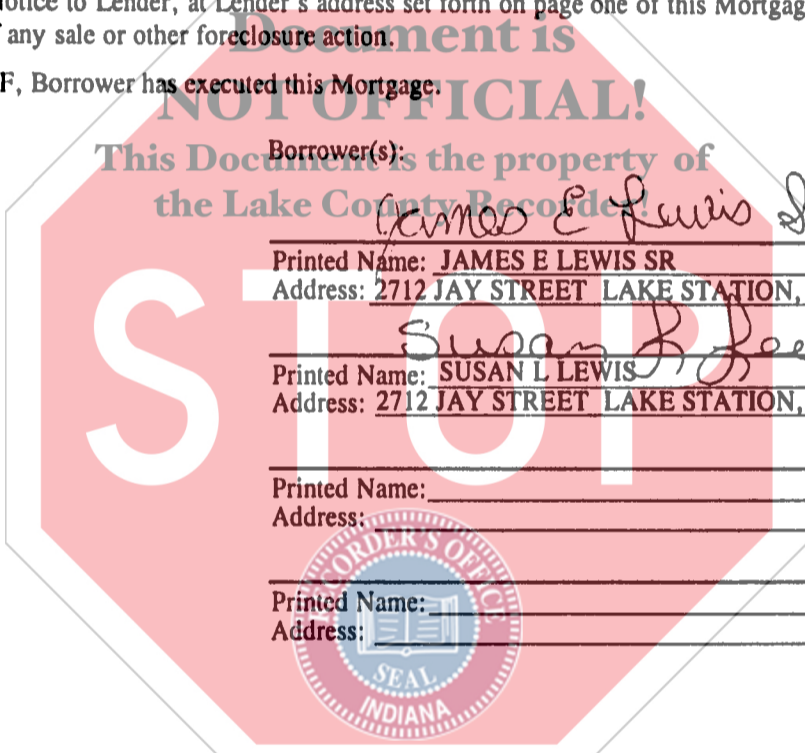 otice to Lender, at Lender's address set forth on page one of this Mortgag
any sale or other foreclosure action.
F, Borrower has executed this Mortgage.
Document is
NOT OFFICIAL!
This Document is the property of
the Lake County Recorder!
Borrower(s):
James E Lewis S
Printed Name: JAMES E LEWIS SR
Address: 2712 JAY STREET LAKE STATION,
Susan
Printed Name: SUSAN L LEWIS
Address: 2712 JAY STREET LAKE STATION,
STOP
Printed Name:
Address:
Printed Name:
Address:
RECORDER'S OFFICE
SEAL
INDIANA